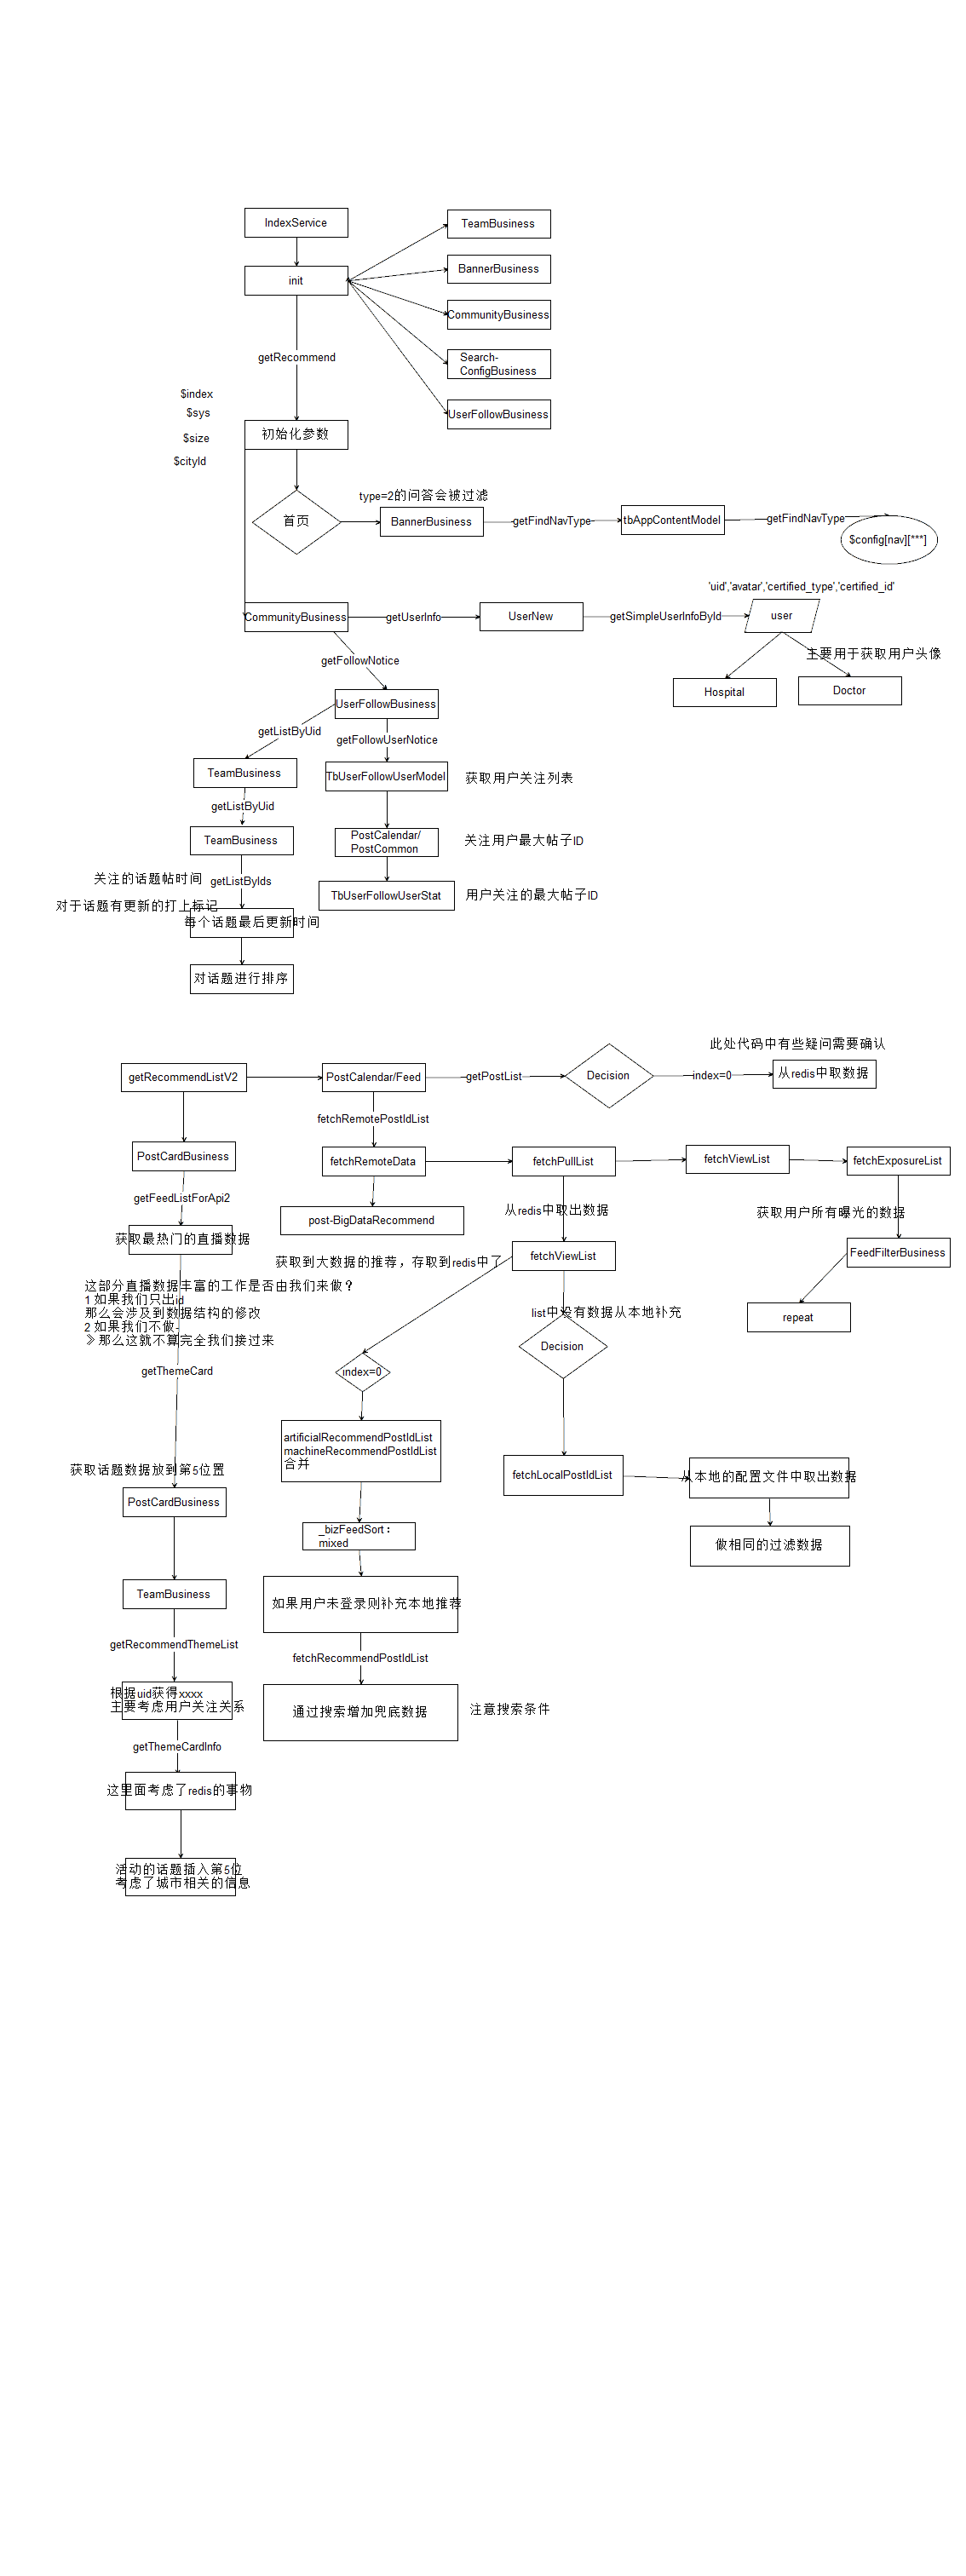 IndexService
TeamBusiness
init
BannerBusiness
CommunityBusiness
getRecommend
Search-
ConfigBusiness
UserFollowBusiness
$index
$sys
$size
$cityId
初始化参数
type=2的问答会被过滤
首页
BannerBusiness
getFindNavType
tbAppContentModel
getFindNavType
$config[nav][***]
'uid','avatar','certified_type','certified_id'
CommunityBusiness
getUserInfo
UserNew
getSimpleUserInfoById
user
主要用于获取用户头像
Hospital
Doctor
getFollowNotice
UserFollowBusiness
getListByUid
getFollowUserNotice
TeamBusiness
TbUserFollowUserModel
获取用户关注列表
getListByUid
TeamBusiness
PostCalendar/
PostCommon
关注用户最大帖子ID
关注的话题帖时间
getListByIds
TbUserFollowUserStat
用户关注的最大帖子ID
对于话题有更新的打上标记
每个话题最后更新时间
对话题进行排序
此处代码中有些疑问需要确认
getRecommendListV2
PostCalendar/Feed
getPostList
Decision
index=0
从redis中取数据
fetchRemotePostIdList
PostCardBusiness
fetchRemoteData
fetchPullList
fetchViewList
fetchExposureList
getFeedListForApi2
post-BigDataRecommend
从redis中取出数据
获取用户所有曝光的数据
获取最热门的直播数据
获取到大数据的推荐，存取到redis中了
fetchViewList
FeedFilterBusiness
这部分直播数据丰富的工作是否由我们来做？
1 如果我们只出id
那么会涉及到数据结构的修改
2 如果我们不做-
》那么这就不算完全我们接过来
list中没有数据从本地补充
repeat
Decision
getThemeCard
index=0
artificialRecommendPostIdList
machineRecommendPostIdList
合并
获取话题数据放到第5位置
fetchLocalPostIdList
从本地的配置文件中取出数据
PostCardBusiness
_bizFeedSort：
mixed
做相同的过滤数据
TeamBusiness
如果用户未登录则补充本地推荐
getRecommendThemeList
fetchRecommendPostIdList
根据uid获得xxxx
主要考虑用户关注关系
通过搜索增加兜底数据
注意搜索条件
getThemeCardInfo
这里面考虑了redis的事物
活动的话题插入第5位
考虑了城市相关的信息